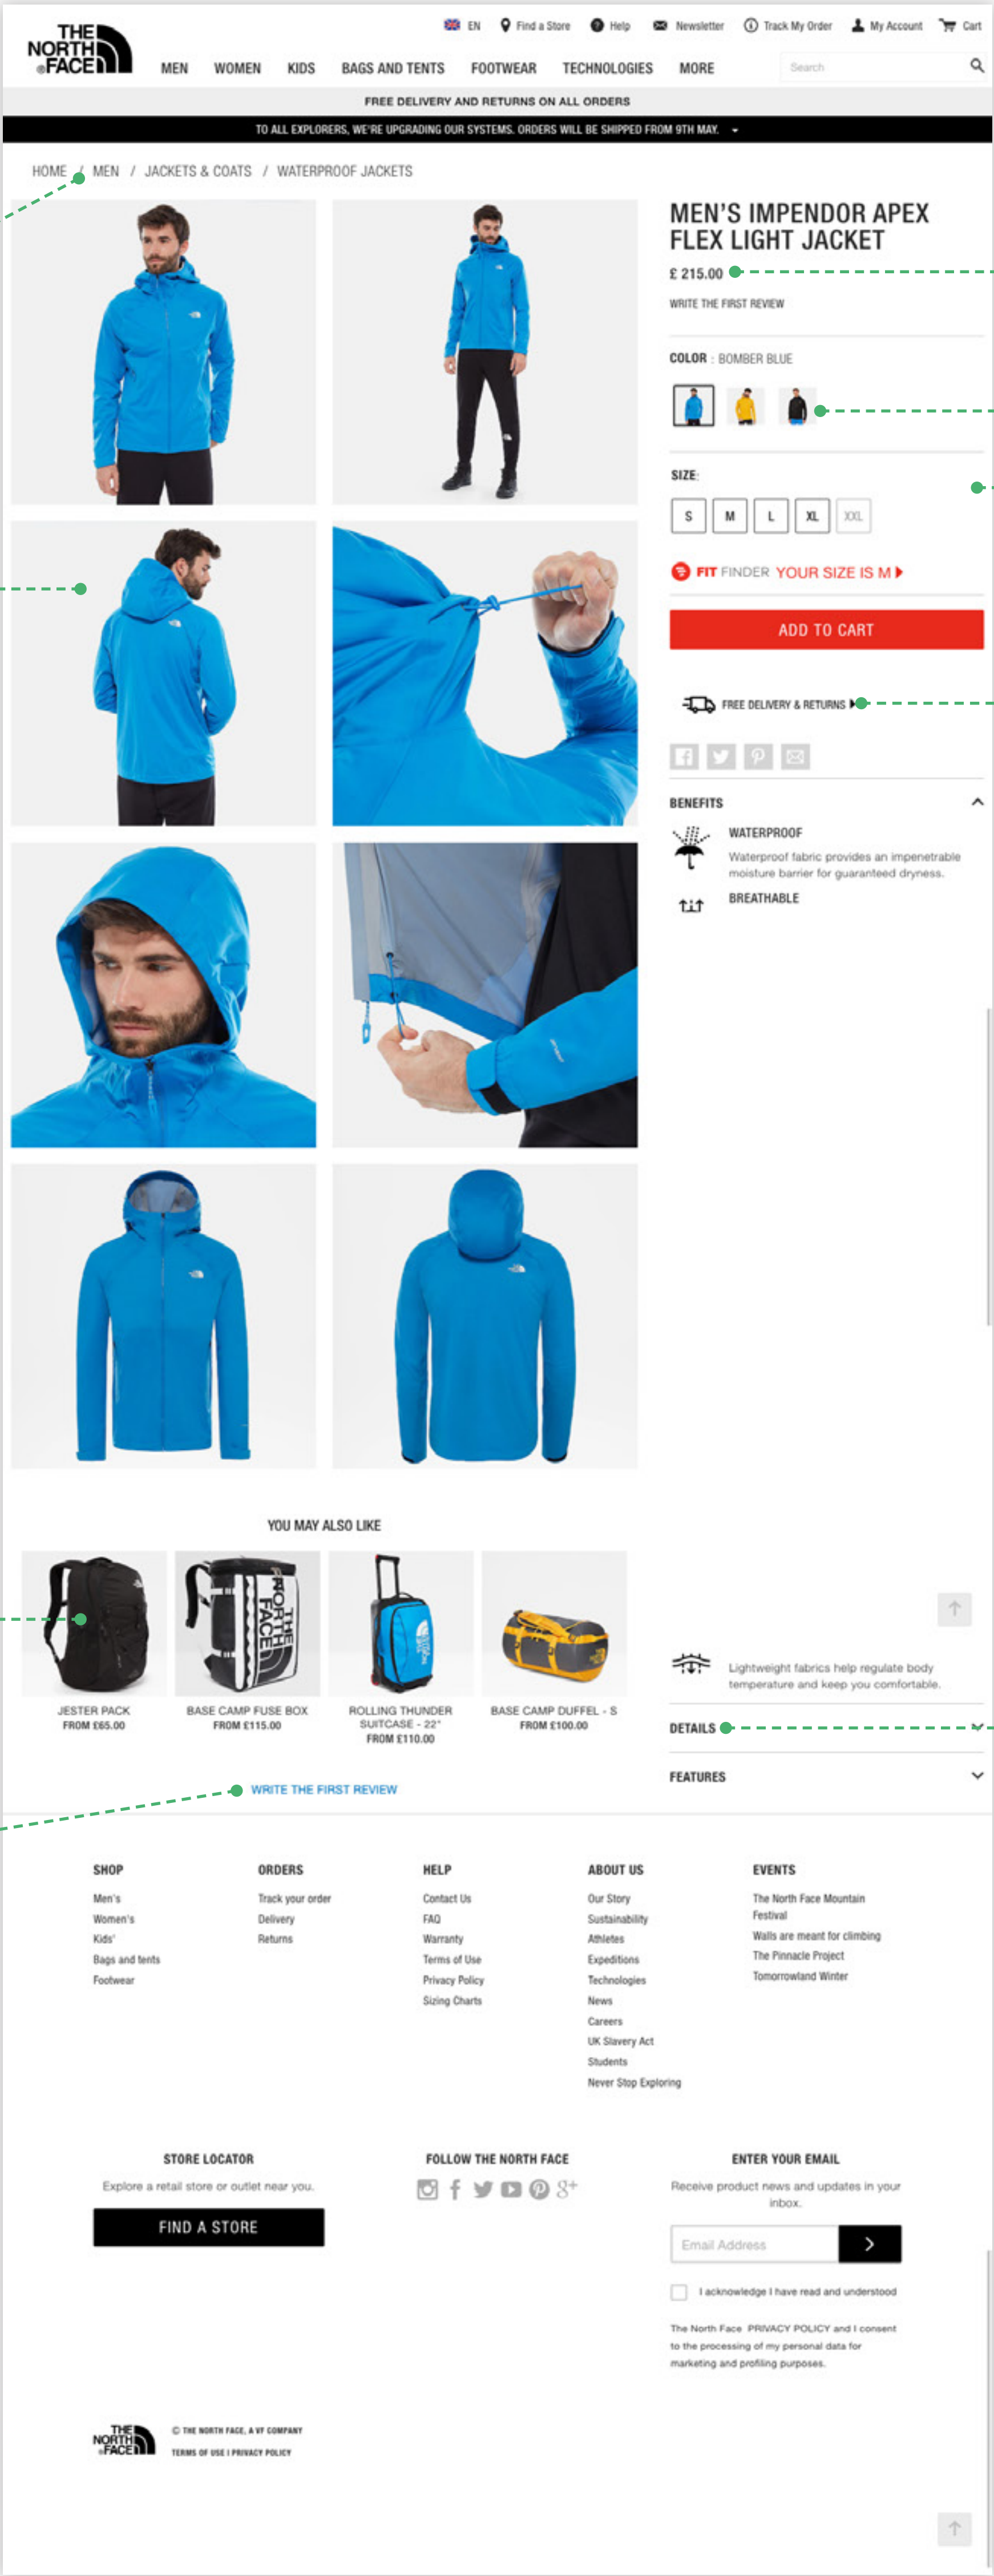 THE
NORTH
FACE
EN Find a Store Help Newsletter Track My Order My Account Cart
MEN WOMEN KIDS BAGS AND TENTS FOOTWEAR TECHNOLOGIES MORE Search
FREE DELIVERY AND RETURNS ON ALL ORDERS
TO ALL EXPLORERS, WE'RE UPGRADING OUR SYSTEMS. ORDERS WILL BE SHIPPED FROM 9TH MAY.
HOME / MEN / JACKETS & COATS / WATERPROOF JACKETS
MEN'S IMPENDOR APEX
FLEX LIGHT JACKET
£ 215.00
WRITE THE FIRST REVIEW
COLOR : BOMBER BLUE
SIZE:
S M L XL XXL
FIT FINDER YOUR SIZE IS M
ADD TO CART
FREE DELIVERY & RETURNS
BENEFITS
WATERPROOF
Waterproof fabric provides an impenetrable
moisture barrier for guaranteed dryness.
BREATHABLE
YOU MAY ALSO LIKE
THE
NORTH
FACE
JESTER PACK
FROM £65.00
BASE CAMP FUSE BOX
FROM £115.00
ROLLING THUNDER
SUITCASE - 22"
FROM £110.00
BASE CAMP DUFFEL - S
FROM £100.00
Lightweight fabrics help regulate body
temperature and keep you comfortable.
DETAILS
FEATURES
WRITE THE FIRST REVIEW
SHOP
Men's
Women's
Kids'
Bags and tents
Footwear
ORDERS
Track your order
Delivery
Returns
HELP
Contact Us
FAQ
Warranty
Terms of Use
Privacy Policy
Sizing Charts
ABOUT US
Our Story
Sustainability
Athletes
Expeditions
Technologies
News
Careers
UK Slavery Act
Students
Never Stop Exploring
EVENTS
The North Face Mountain
Festival
Walls are meant for climbing
The Pinnacle Project
Tomorrowland Winter
STORE LOCATOR
Explore a retail store or outlet near you.
FIND A STORE
FOLLOW THE NORTH FACE
ENTER YOUR EMAIL
Receive product news and updates in your
inbox.
Email Address
I acknowledge I have read and understood
The North Face PRIVACY POLICY and I consent
to the processing of my personal data for
marketing and profiling purposes.
THE
NORTH
FACE
© THE NORTH FACE, A VF COMPANY
TERMS OF USE I PRIVACY POLICY